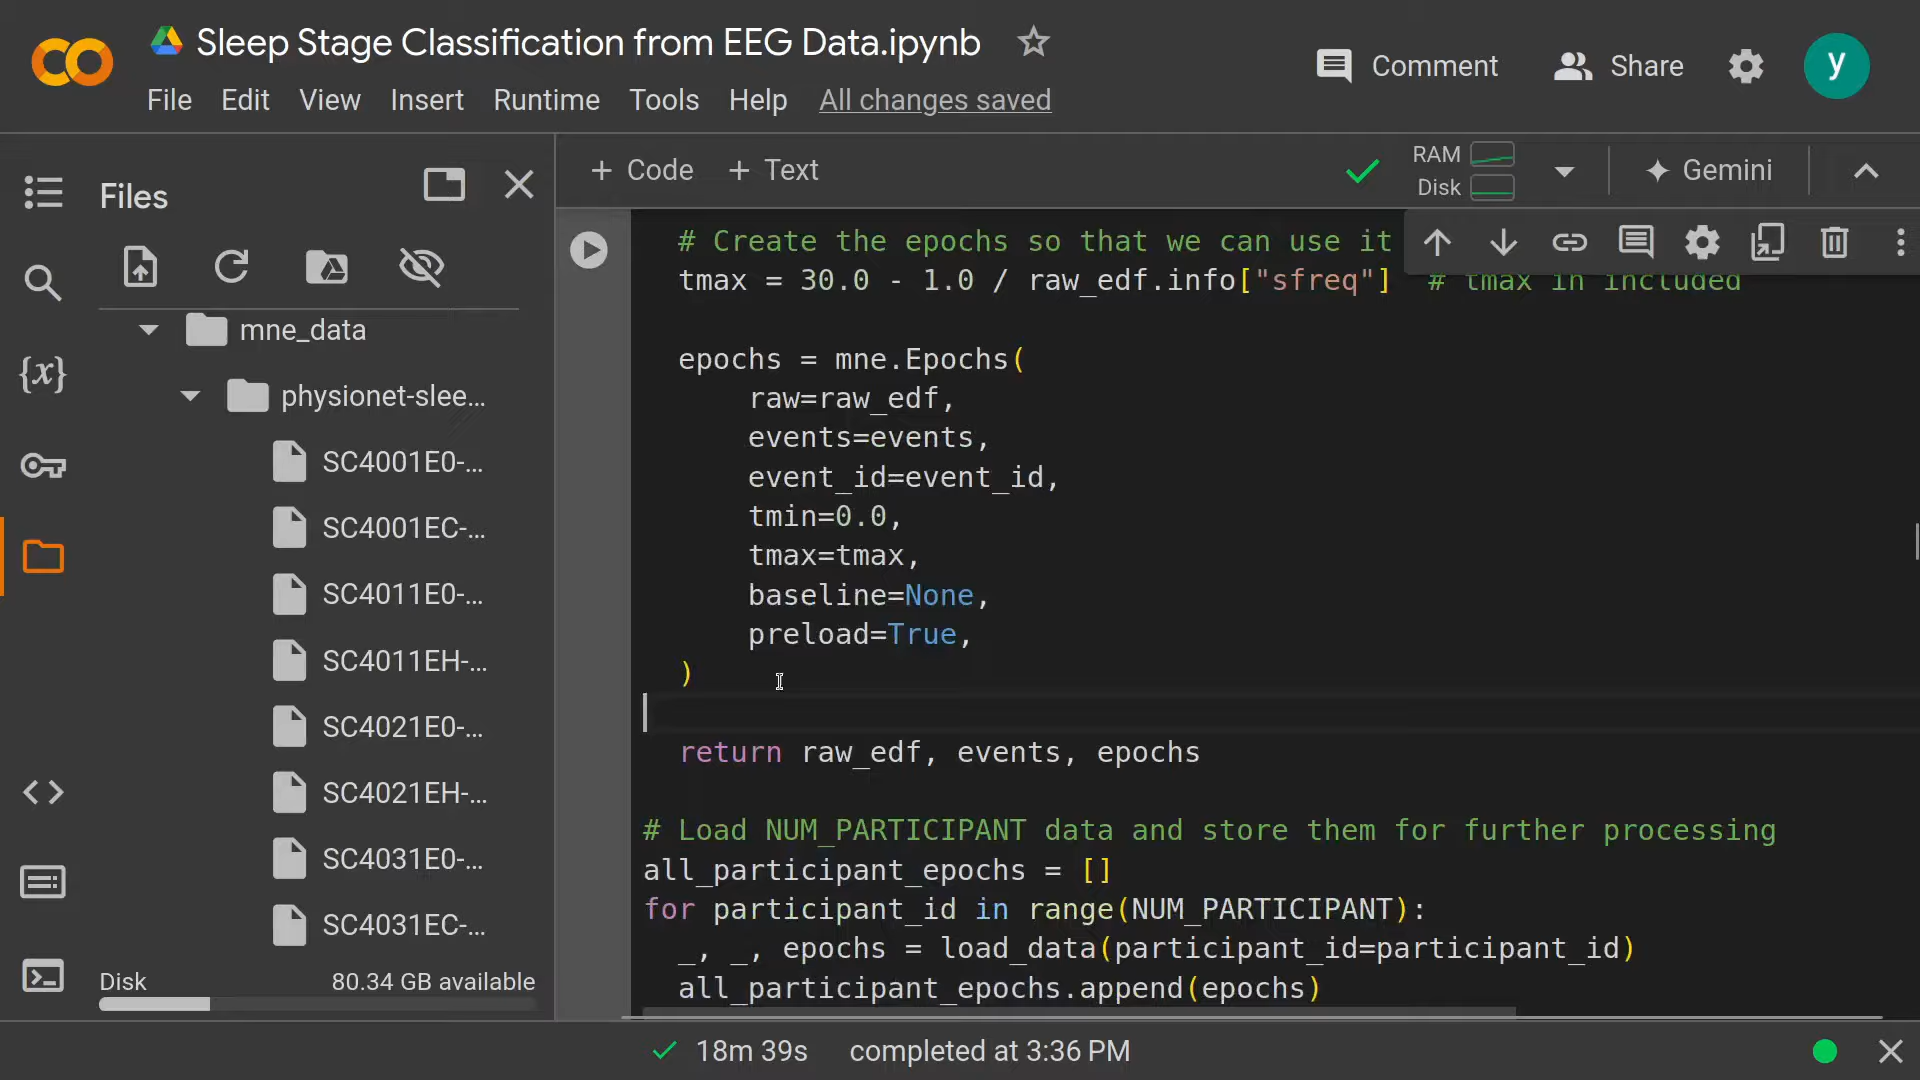 Sleep Stage Classification from EEG Data.ipynb
File Edit View Insert Runtime Tools Help All changes saved
Comment Share y
Files
+ Code + Text
RAM
Disk
Gemini
mne_data
physionet-slee...
SC4001E0-...
SC4001EC-...
SC4011E0-...
SC4011EH-...
SC4021E0-...
SC4021EH-...
SC4031E0-...
SC4031EC-...
Disk 80.34 GB available
{x}
# Create the epochs so that we can use it
tmax = 30.0 - 1.0 / raw_edf.info["sfreq"]  # tmax in included
epochs = mne.Epochs(
raw=raw_edf,
events=events,
event_id=event_id,
tmin=0.0,
tmax=tmax,
baseline=None,
preload=True,
)
return raw_edf, events, epochs
# Load NUM_PARTICIPANT data and store them for further processing
all_participant_epochs = []
for participant_id in range(NUM_PARTICIPANT):
_, _, epochs = load_data(participant_id=participant_id)
all_participant_epochs.append(epochs)
18m 39s completed at 3:36 PM